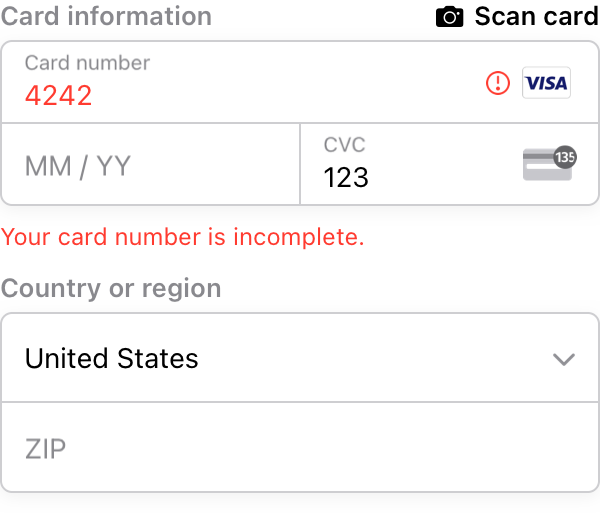 Card information Scan card
Card number
4242 VISA
MM / YY
CVC
123 135
Your card number is incomplete.
Country or region
United States
ZIP